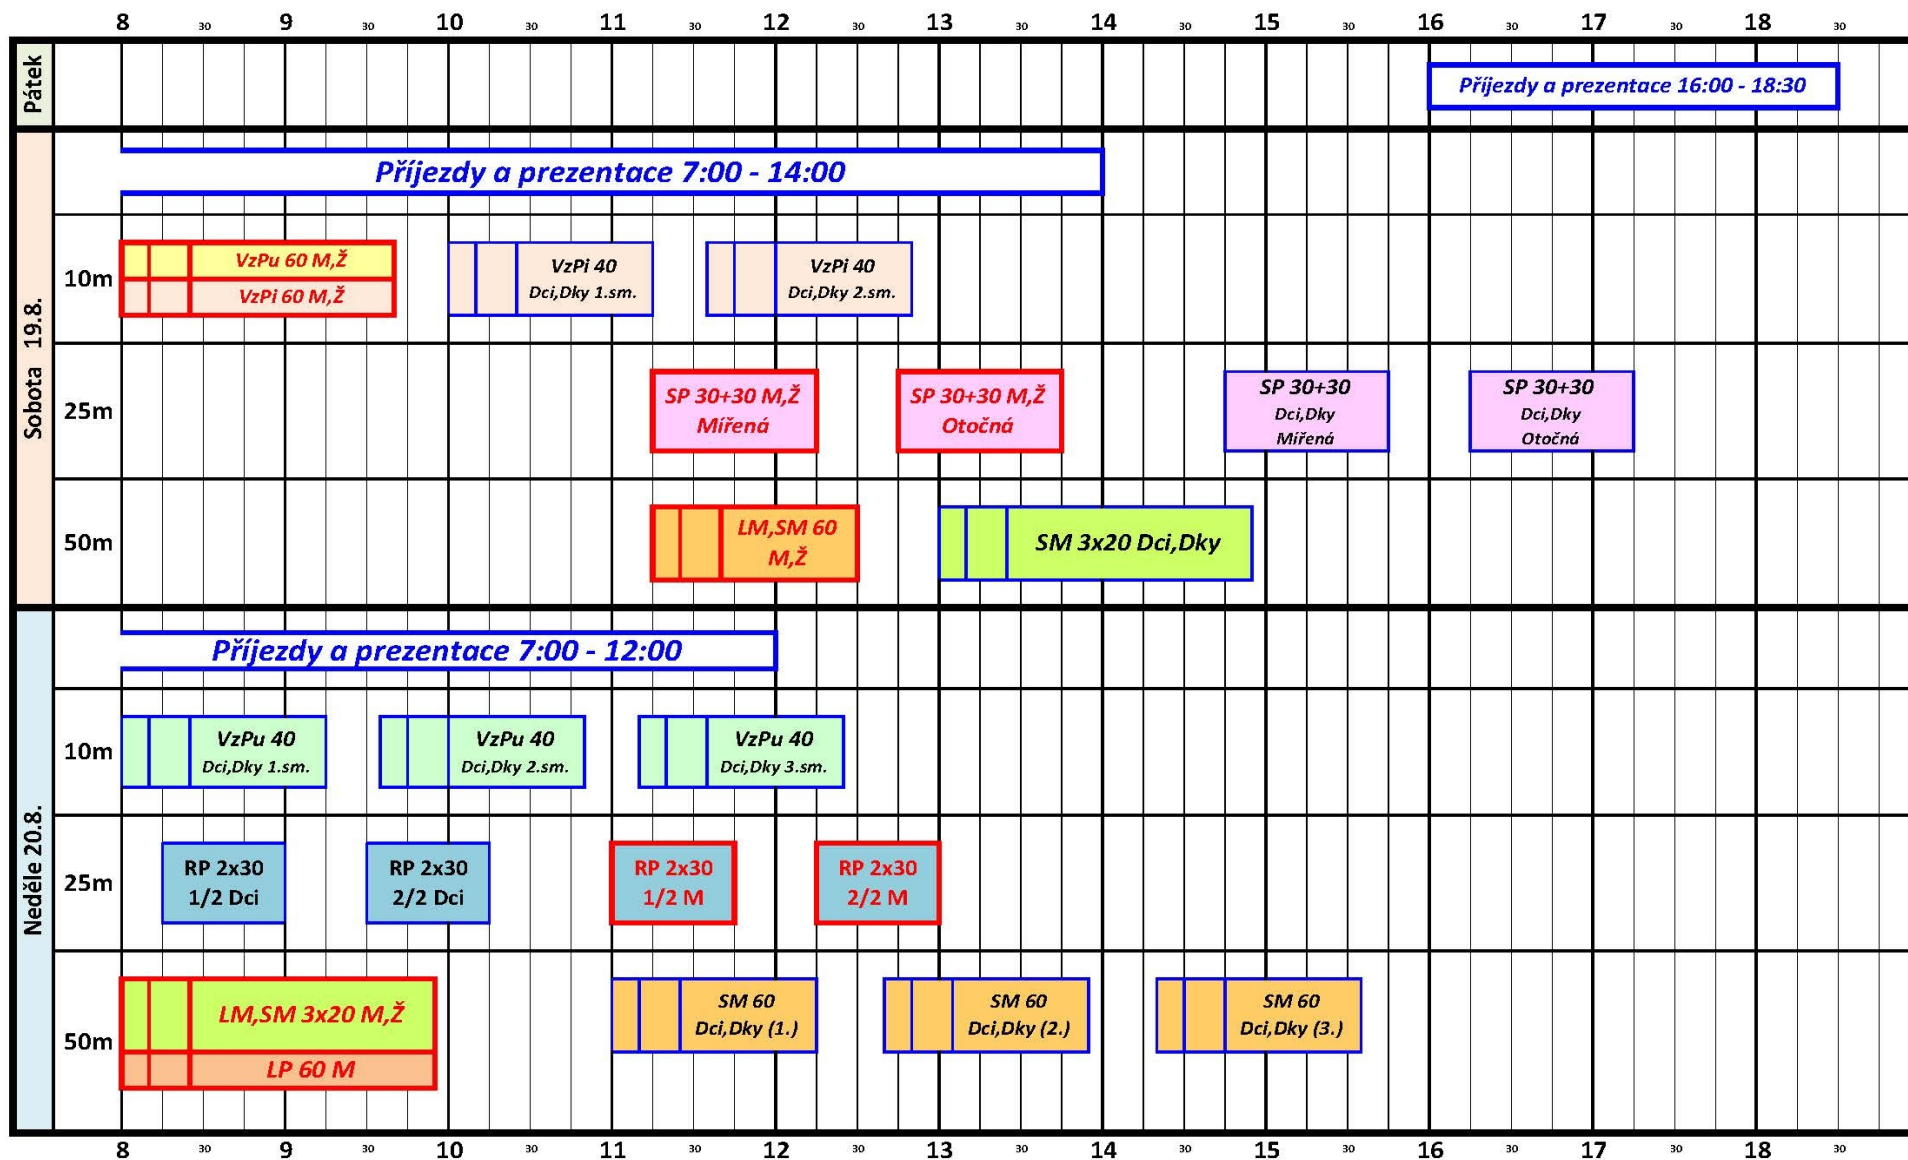 8 30 9 30 10 30 11 30 12 30 13 30 14 30 15 30 16 30 17 30 18 30
Pátek
Příjezdy a prezentace 16:00 - 18:30
Sobota 19.8.
Příjezdy a prezentace 7:00 - 14:00
10m
VzPu 60 M,Ž
VzPi 60 M,Ž
VzPi 40
Dci,Dky 1.sm.
VzPi 40
Dci,Dky 2.sm.
25m
SP 30+30 M,Ž
Mířená
SP 30+30 M,Ž
Otočná
SP 30+30
Dci,Dky
Mířená
SP 30+30
Dci,Dky
Otočná
50m
LM,SM 60
M,Ž
SM 3x20 Dci,Dky
Neděle 20.8.
Příjezdy a prezentace 7:00 - 12:00
10m
VzPu 40
Dci,Dky 1.sm.
VzPu 40
Dci,Dky 2.sm.
VzPu 40
Dci,Dky 3.sm.
25m
RP 2x30
1/2 Dci
RP 2x30
2/2 Dci
RP 2x30
1/2 M
RP 2x30
2/2 M
50m
LM,SM 3x20 M,Ž
LP 60 M
SM 60
Dci,Dky (1.)
SM 60
Dci,Dky (2.)
SM 60
Dci,Dky (3.)
8 30 9 30 10 30 11 30 12 30 13 30 14 30 15 30 16 30 17 30 18 30